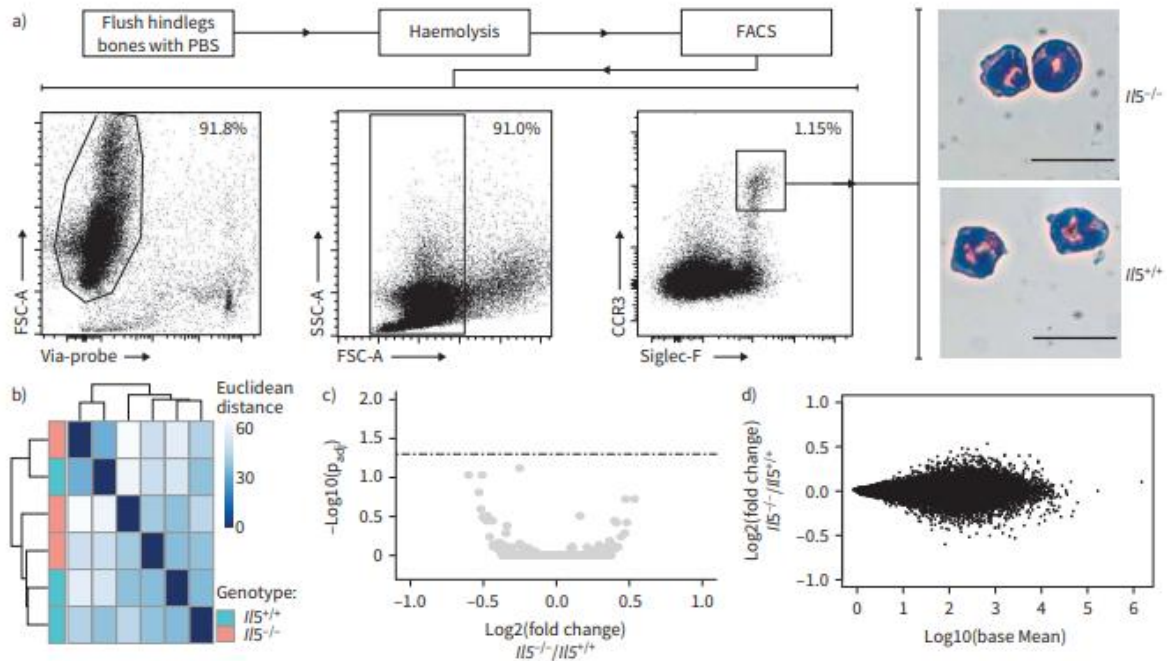 a)
Flush hindlegs
bones with PBS
Haemolysis
FACS
91.8%
FSC-A
Via-probe
91.0%
SSC-A
FSC-A
1.15%
CCR3
Siglec-F
Il5–/–
Il5+/+
b)
Euclidean
distance
60
30
0
Genotype:
Il5+/+
Il5–/–
c)
2.0
1.5
1.0
0.5
0
–Log10(padj)
–1.0
–0.5
0.0
0.5
1.0
Log2(fold change)
Il5–/–/Il5+/+
d)
1.0
0.5
0.0
–0.5
–1.0
Log2(fold change)
Il5–/–/Il5+/+
0
1
2
3
4
5
6
Log10(base Mean)